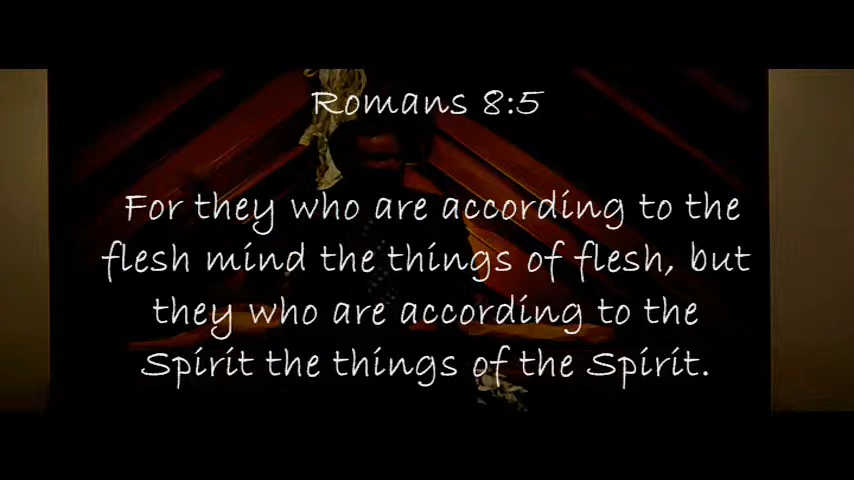 Romans 8:5
For they who are according to the
flesh mind the things of flesh, but
they who are according to the
Spirit the things of the Spirit.